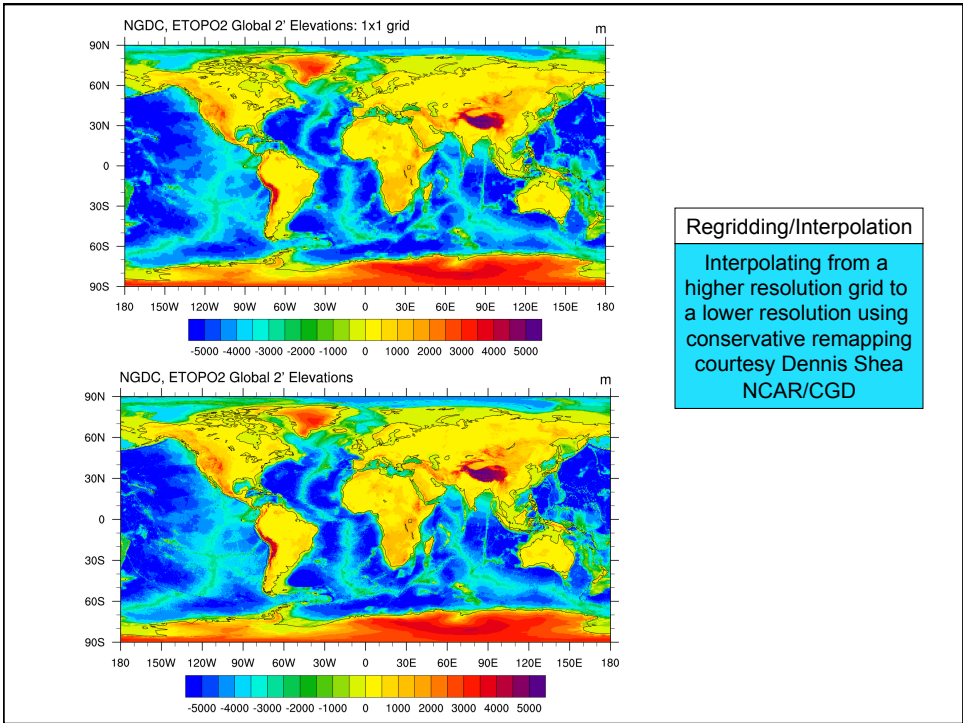 NGDC, ETOPO2 Global 2' Elevations: 1x1 grid m
90N
60N
30N
0
30S
60S
90S
180 150W 120W 90W 60W 30W 0 30E 60E 90E 120E 150E 180
-5000 -4000 -3000 -2000 -1000 0 1000 2000 3000 4000 5000
NGDC, ETOPO2 Global 2' Elevations m
90N
60N
30N
0
30S
60S
90S
180 150W 120W 90W 60W 30W 0 30E 60E 90E 120E 150E 180
-5000 -4000 -3000 -2000 -1000 0 1000 2000 3000 4000 5000
Regridding/Interpolation
Interpolating from a
higher resolution grid to
a lower resolution using
conservative remapping
courtesy Dennis Shea
NCAR/CGD